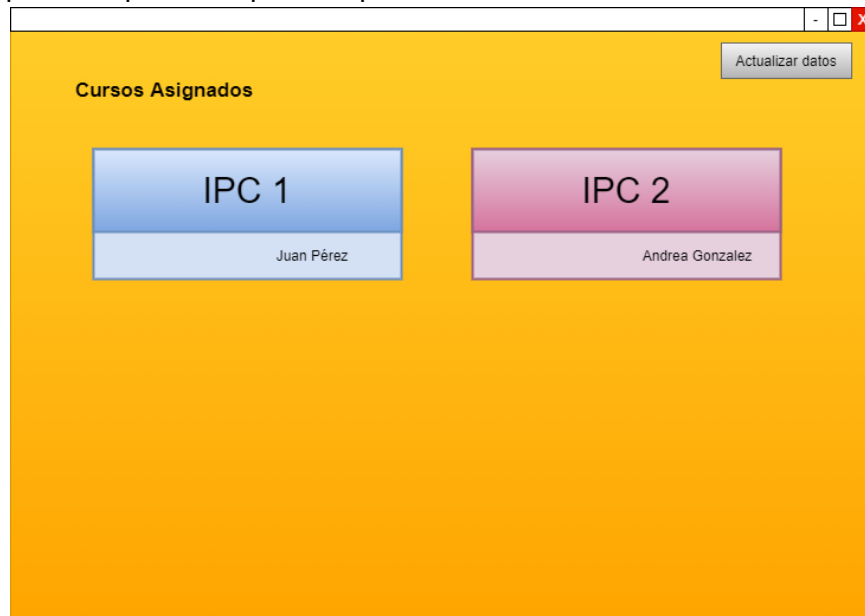 - X
Actualizar datos
Cursos Asignados
IPC 1
IPC 2
Juan Pérez
Andrea Gonzalez